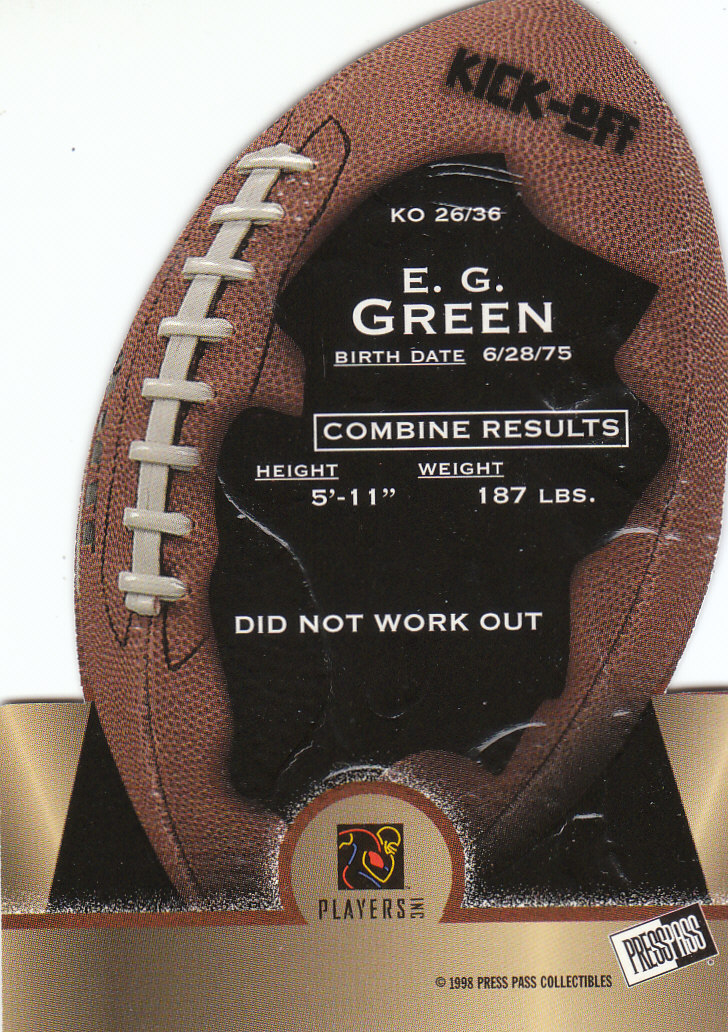 KICK-OFF
KO 26/36
E. G.
GREEN
BIRTH DATE 6/28/75
COMBINE RESULTS
HEIGHT WEIGHT
5'-11” 187 LBS.
DID NOT WORK OUT
PLAYERS INC
PRESS PASS
© 1998 PRESS PASS COLLECTIBLES